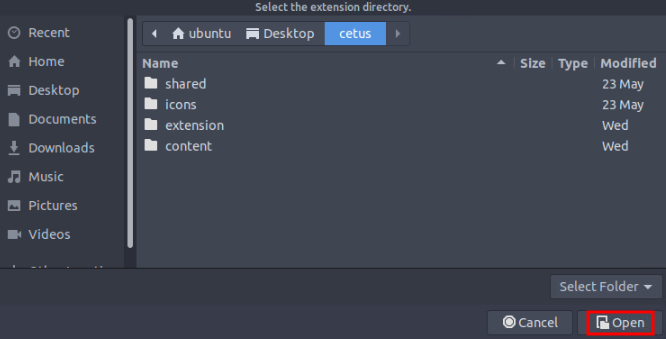 Select the extension directory.
Recent
Home
Desktop
Documents
Downloads
Music
Pictures
Videos
ubuntu Desktop cetus
Name Size Type Modified
shared 23 May
icons 23 May
extension Wed
content Wed
Select Folder
Cancel Open